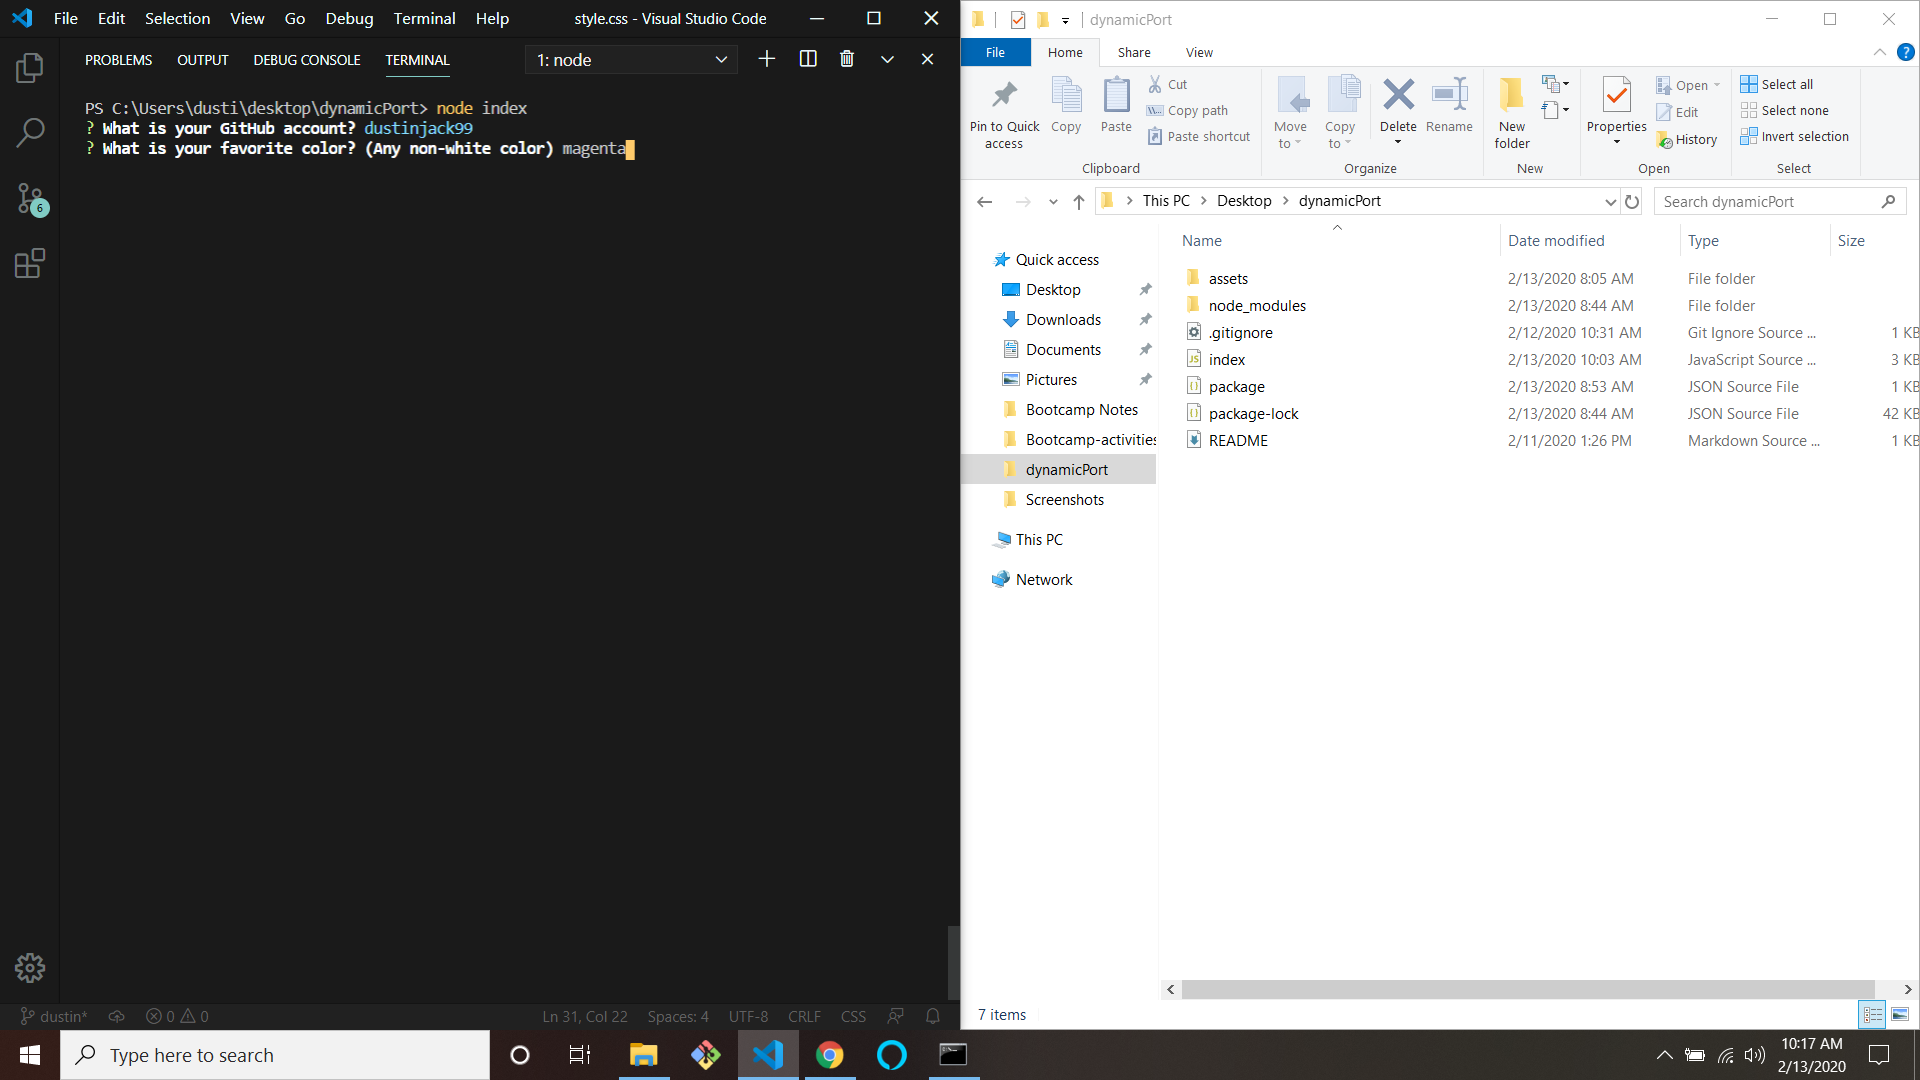 File Edit Selection View Go Debug Terminal Help style.css - Visual Studio Code
PROBLEMS OUTPUT DEBUG CONSOLE TERMINAL 1: node
PS C:\Users\dusti\desktop\dynamicPort> node index
? What is your GitHub account? dustinjack99
? What is your favorite color? (Any non-white color) magenta
6
dustin* 0 0 Ln 31, Col 22 Spaces: 4 UTF-8 CRLF CSS
dynamicPort
File Home Share View
Pin to Quick access
Copy
Paste
Cut
Copy path
Paste shortcut
Clipboard
Move to
Copy to
Delete
Rename
Organize
New folder
New
Properties
Open
Edit
History
Open
Select all
Select none
Invert selection
Select
This PC > Desktop > dynamicPort
Search dynamicPort
Quick access
Desktop
Downloads
Documents
Pictures
Bootcamp Notes
Bootcamp-activities
dynamicPort
Screenshots
This PC
Network
Name Date modified Type Size
assets 2/13/2020 8:05 AM File folder
node_modules 2/13/2020 8:44 AM File folder
.gitignore 2/12/2020 10:31 AM Git Ignore Source ... 1 KB
index 2/13/2020 10:03 AM JavaScript Source ... 3 KB
package 2/13/2020 8:53 AM JSON Source File 1 KB
package-lock 2/13/2020 8:44 AM JSON Source File 42 KB
README 2/11/2020 1:26 PM Markdown Source ... 1 KB
7 items
Type here to search
10:17 AM
2/13/2020